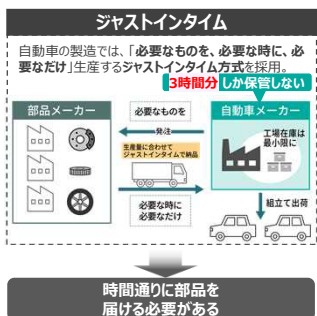 ジャストインタイム
自動車の製造では、「必要なものを、必要な時に、必
要なだけ」生産するジャストインタイム方式を採用。
3時間分 しか保管しない
部品メーカー
必要なものを
発注
生産量に合わせて
ジャストインタイムで納品
必要な時に
必要なだけ
自動車メーカー
工場在庫は
最小限に
組立て出荷
時間通りに部品を
届ける必要がある